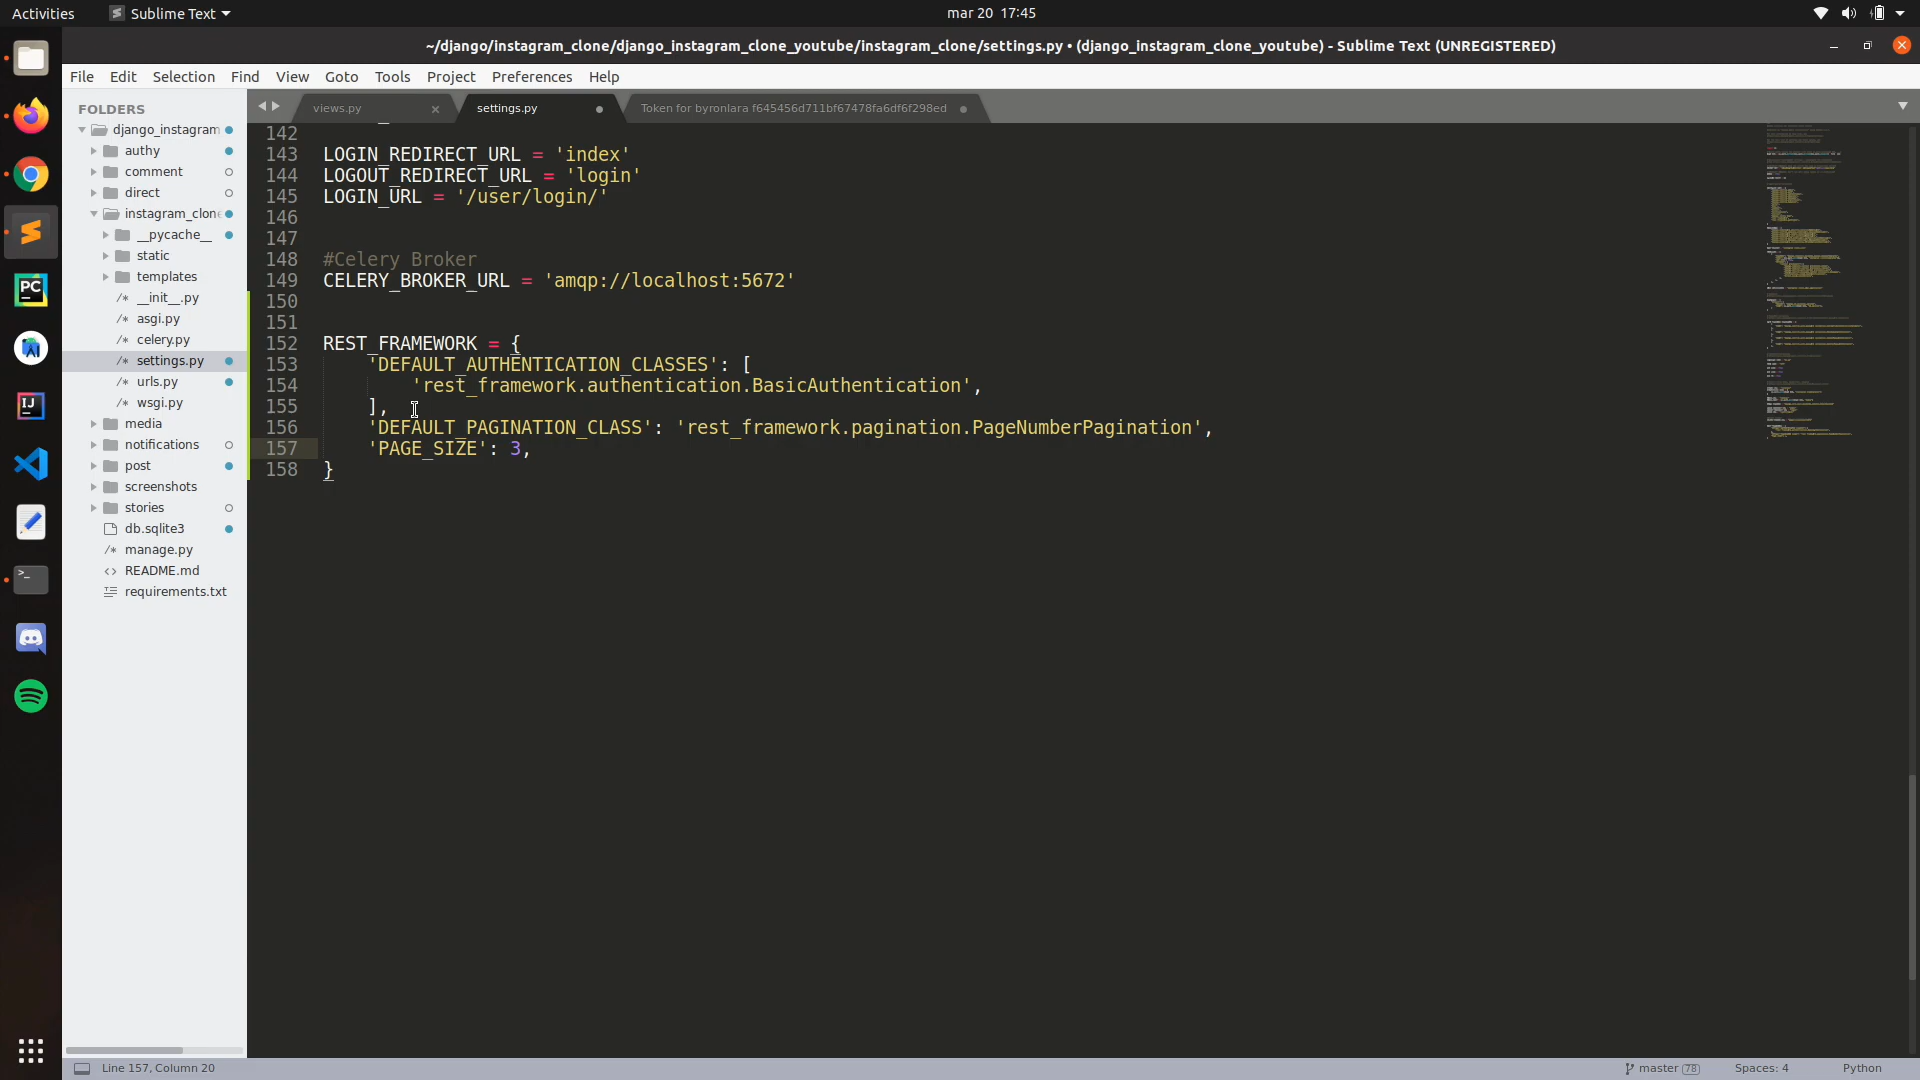 Activities
Sublime Text
mar 20 17:45
~/django/instagram_clone/django_instagram_clone_youtube/instagram_clone/settings.py • (django_instagram_clone_youtube) - Sublime Text (UNREGISTERED)
File Edit Selection Find View Goto Tools Project Preferences Help
FOLDERS
django_instagram
authy
comment
direct
instagram_clone
__pycache__
static
templates
/* __init__.py
/* asgi.py
/* celery.py
/* settings.py
/* urls.py
/* wsgi.py
media
notifications
post
screenshots
stories
db.sqlite3
/* manage.py
<> README.md
requirements.txt
views.py
settings.py
Token for byronlara f645456d711bf67478fa6df6f298ed
142
143 LOGIN_REDIRECT_URL = 'index'
144 LOGOUT_REDIRECT_URL = 'login'
145 LOGIN_URL = '/user/login/'
146
147
148 #Celery Broker
149 CELERY_BROKER_URL = 'amqp://localhost:5672'
150
151
152 REST_FRAMEWORK = {
153 'DEFAULT_AUTHENTICATION_CLASSES': [
154 'rest_framework.authentication.BasicAuthentication',
155 ],
156 'DEFAULT_PAGINATION_CLASS': 'rest_framework.pagination.PageNumberPagination',
157 'PAGE_SIZE': 3,
158 }
Line 157, Column 20
master 78
Spaces: 4
Python
PC
IJ
>_